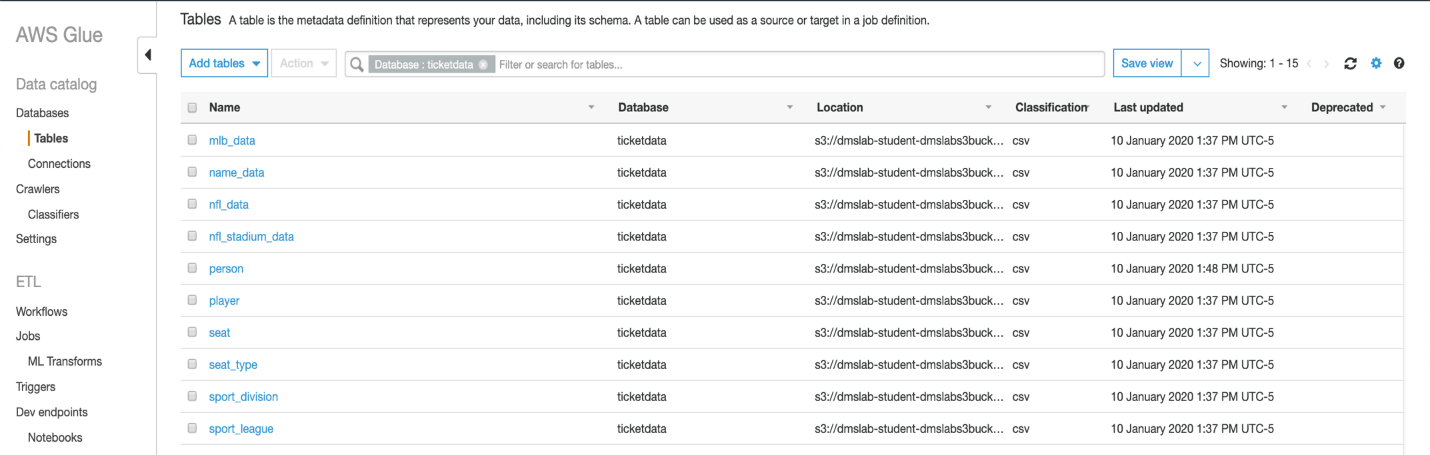 AWS Glue
Data catalog
Databases
Tables
Connections
Crawlers
Classifiers
Settings
ETL
Workflows
Jobs
ML Transforms
Triggers
Dev endpoints
Notebooks
Tables A table is the metadata definition that represents your data, including its schema. A table can be used as a source or target in a job definition.
Add tables Action Database : ticketdata Filter or search for tables... Save view Showing: 1 - 15
Name Database Location Classification Last updated Deprecated
mlb_data ticketdata s3://dmslab-student-dmslabs3buck... csv 10 January 2020 1:37 PM UTC-5
name_data ticketdata s3://dmslab-student-dmslabs3buck... csv 10 January 2020 1:37 PM UTC-5
nfl_data ticketdata s3://dmslab-student-dmslabs3buck... csv 10 January 2020 1:37 PM UTC-5
nfl_stadium_data ticketdata s3://dmslab-student-dmslabs3buck... csv 10 January 2020 1:37 PM UTC-5
person ticketdata s3://dmslab-student-dmslabs3buck... csv 10 January 2020 1:48 PM UTC-5
player ticketdata s3://dmslab-student-dmslabs3buck... csv 10 January 2020 1:37 PM UTC-5
seat ticketdata s3://dmslab-student-dmslabs3buck... csv 10 January 2020 1:37 PM UTC-5
seat_type ticketdata s3://dmslab-student-dmslabs3buck... csv 10 January 2020 1:37 PM UTC-5
sport_division ticketdata s3://dmslab-student-dmslabs3buck... csv 10 January 2020 1:37 PM UTC-5
sport_league ticketdata s3://dmslab-student-dmslabs3buck... csv 10 January 2020 1:37 PM UTC-5